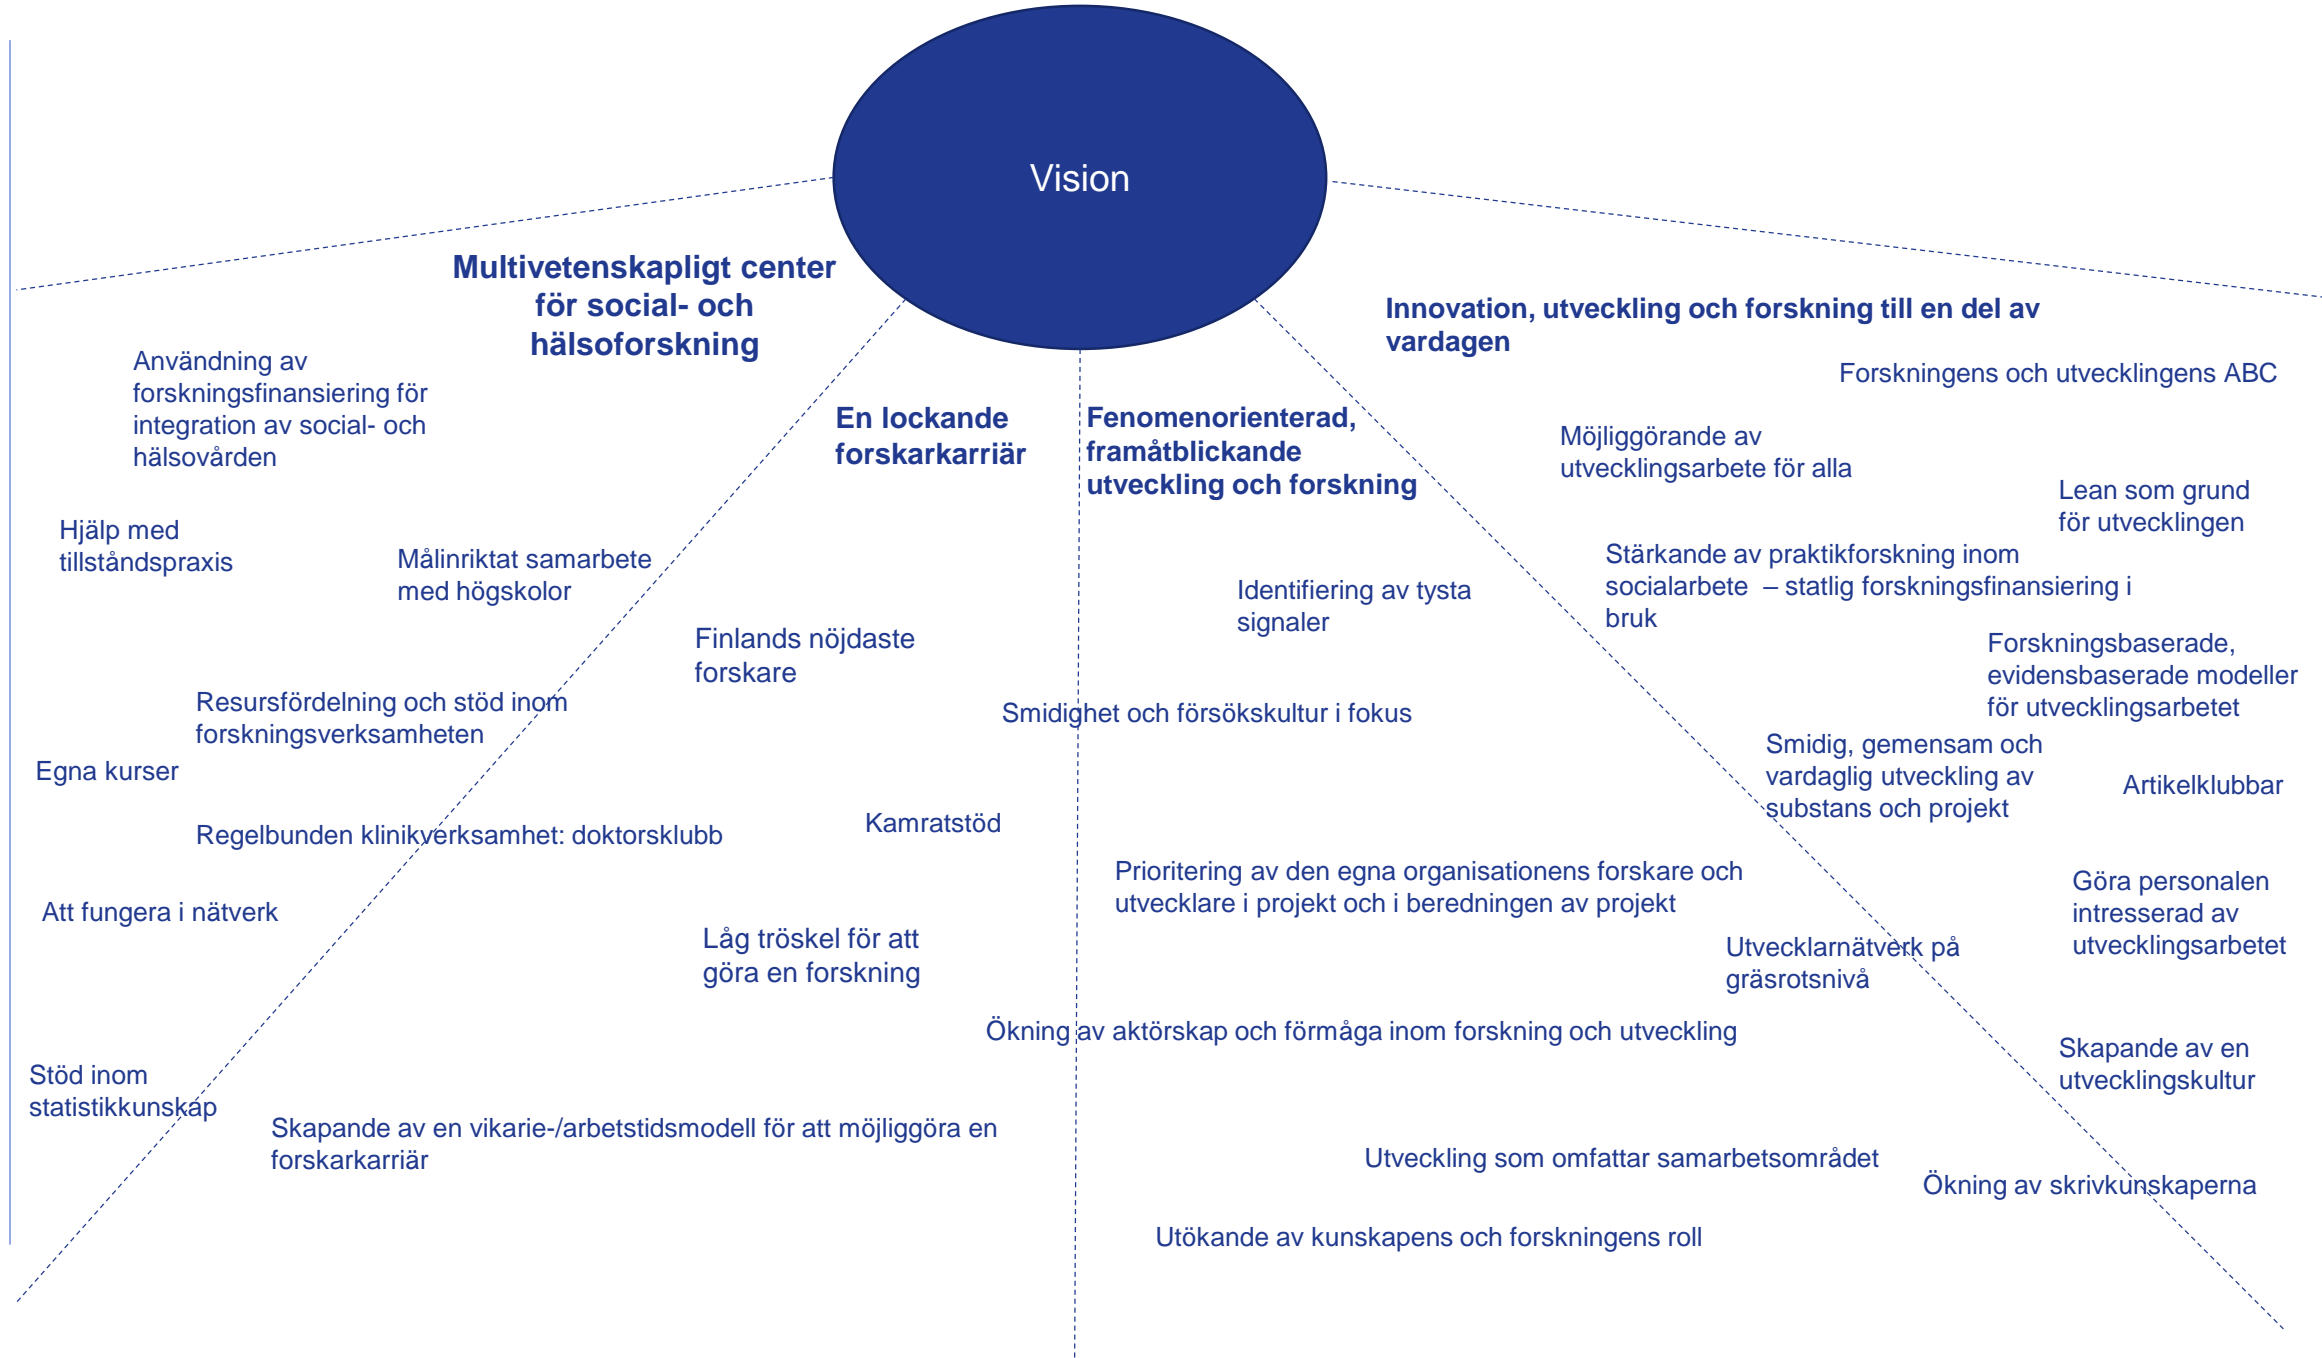 Vision
Multivetenskapligt center
för social- och
hälsoforskning
Användning av
forskningsfinansiering för
integration av social- och
hälsovården
Hjälp med
tillståndspraxis
Målinriktat samarbete
med högskolor
Resursfördelning och stöd inom
forskningsverksamheten
Egna kurser
Regelbunden klinikverksamhet: doktorsklubb
Att fungera i nätverk
Stöd inom
statistikkunskap
En lockande
forskarkarriär
Finlands nöjdaste
forskare
Kamratstöd
Låg tröskel för att
göra en forskning
Skapande av en vikarie-/arbetstidsmodell för att möjliggöra en
forskarkarriär
Fenomenorienterad,
framåtblickande
utveckling och forskning
Identifiering av tysta
signaler
Smidighet och försökskultur i fokus
Prioritering av den egna organisationens forskare och
utvecklare i projekt och i beredningen av projekt
Ökning av aktörskap och förmåga inom forskning och utveckling
Utveckling som omfattar samarbetsområdet
Utökande av kunskapens och forskningens roll
Innovation, utveckling och forskning till en del av
vardagen
Forskningens och utvecklingens ABC
Möjliggörande av
utvecklingsarbete för alla
Lean som grund
för utvecklingen
Stärkande av praktikforskning inom
socialarbete – statlig forskningsfinansiering i
bruk
Forskningsbaserade,
evidensbaserade modeller
för utvecklingsarbetet
Smidig, gemensam och
vardaglig utveckling av
substans och projekt
Artikelklubbar
Göra personalen
intresserad av
utvecklingsarbetet
Utvecklarnätverk på
gräsrotsnivå
Skapande av en
utvecklingskultur
Ökning av skrivkunskaperna